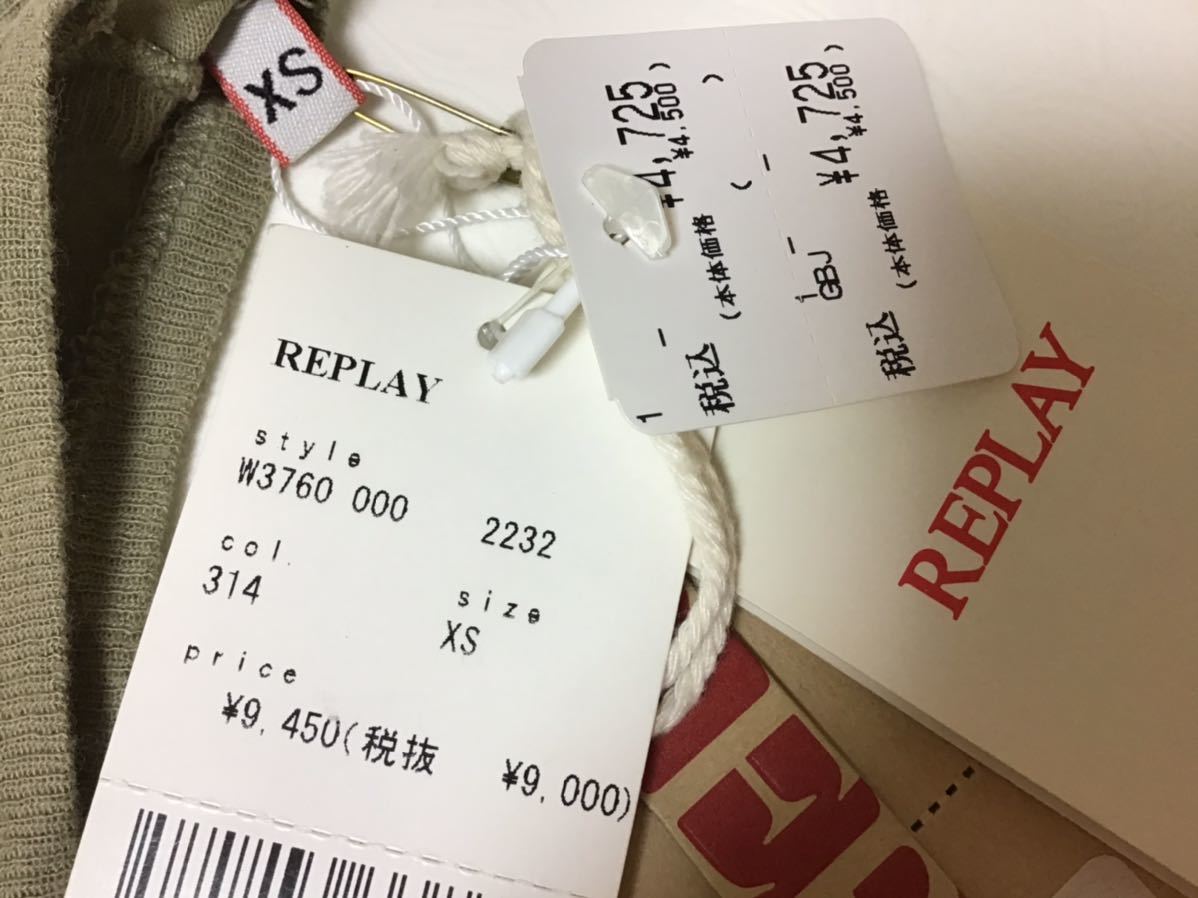 XS
REPLAY
style
W3760 000 2232
col
314
size
XS
price
¥9,450(税抜 ¥9,000)
1 -
税込 ¥4,725
(本体価格 ¥4,500)
( )
1 - -
GBJ
税込 ¥4,725
(本体価格 ¥4,500)
REPLAY